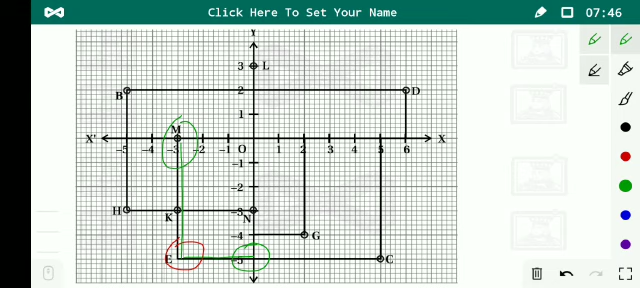 Click Here To Set Your Name
07:46
3 L
B 2 D
1
M
X' -5 -4 -3 -2 -1 O 1 2 3 4 5 6 X
-1
-2
H K -3
N
-4 G
E -5 C